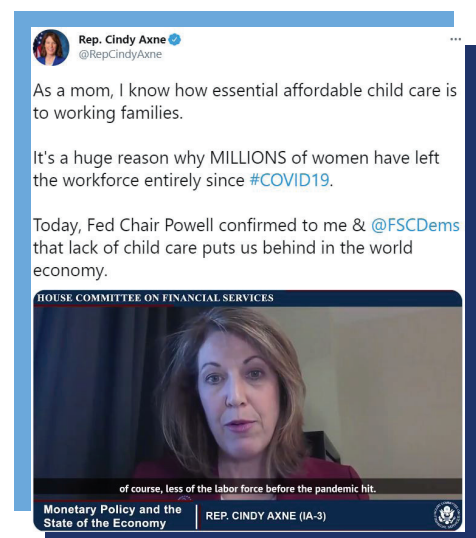 Rep. Cindy Axne
@RepCindyAxne
As a mom, I know how essential affordable child care is
to working families.
It's a huge reason why MILLIONS of women have left
the workforce entirely since #COVID19.
Today, Fed Chair Powell confirmed to me & @FSCDems
that lack of child care puts us behind in the world
economy.
HOUSE COMMITTEE ON FINANCIAL SERVICES
of course, less of the labor force before the pandemic hit.
Monetary Policy and the
State of the Economy
REP. CINDY AXNE (IA-3)